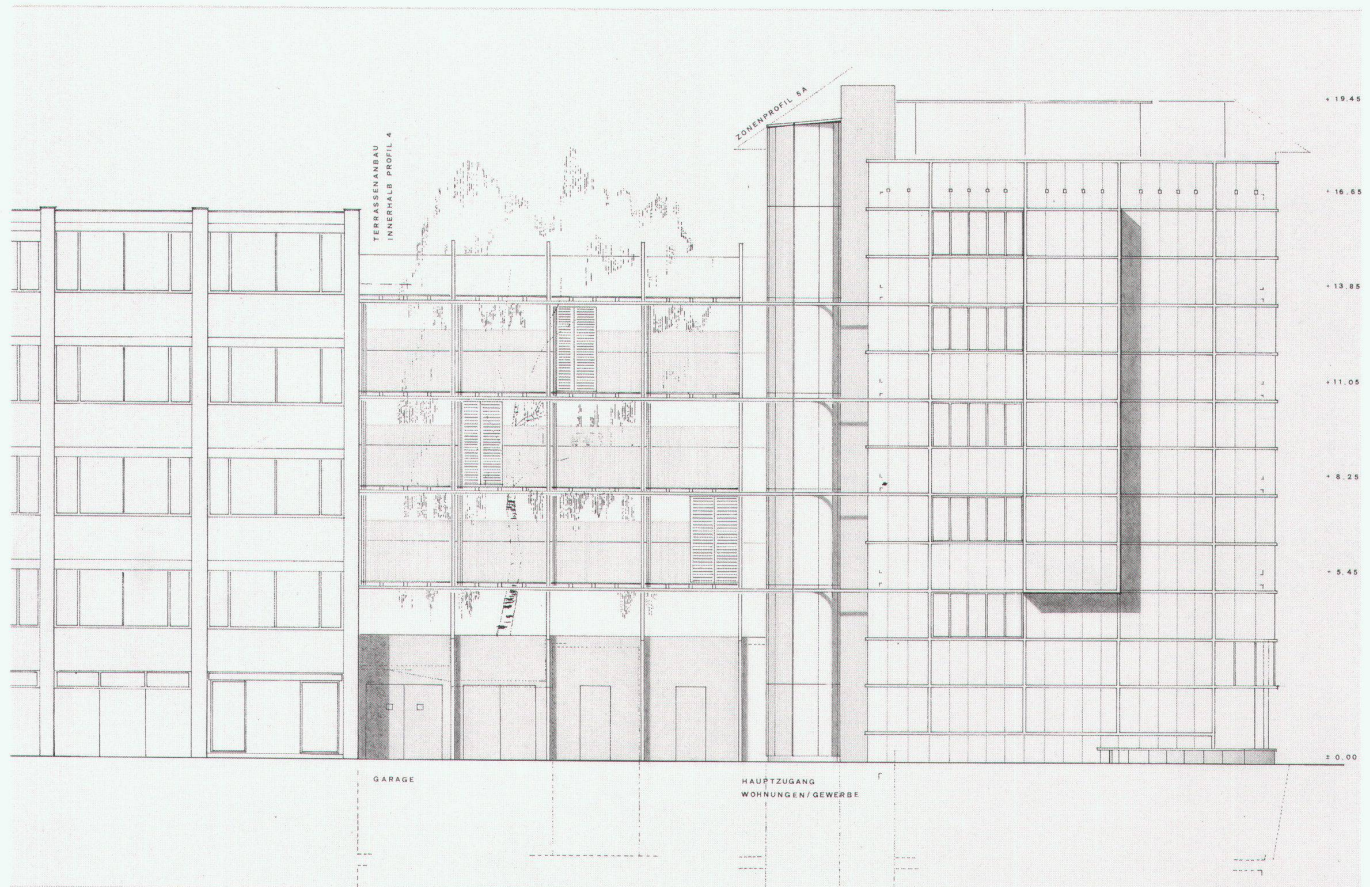 TERRASSENANBAU
INNERHALB PROFIL 4
ZONENPROFIL 5A
+ 19.45
+ 16.65
+ 13.85
+ 11.05
+ 8.25
+ 5.45
± 0.00
GARAGE
HAUPTZUGANG
WOHNUNGEN/GEWERBE